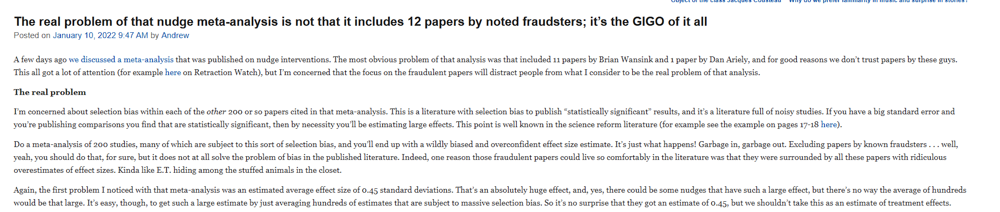 Object of the class Jacques Cousteau Why do we prefer familiarity in music and surprise in stories?
The real problem of that nudge meta-analysis is not that it includes 12 papers by noted fraudsters; it’s the GIGO of it all
Posted on January 10, 2022 9:47 AM by Andrew
A few days ago we discussed a meta-analysis that was published on nudge interventions. The most obvious problem of that analysis was that included 11 papers by Brian Wansink and 1 paper by Dan Ariely, and for good reasons we don’t trust papers by these guys.
This all got a lot of attention (for example here on Retraction Watch), but I’m concerned that the focus on the fraudulent papers will distract people from what I consider to be the real problem of that analysis.
The real problem
I’m concerned about selection bias within each of the other 200 or so papers cited in that meta-analysis. This is a literature with selection bias to publish “statistically significant” results, and it’s a literature full of noisy studies. If you have a big standard error and
you’re publishing comparisons you find that are statistically significant, then by necessity you’ll be estimating large effects. This point is well known in the science reform literature (for example see the example on pages 17-18 here).
Do a meta-analysis of 200 studies, many of which are subject to this sort of selection bias, and you’ll end up with a wildly biased and overconfident effect size estimate. It’s just what happens! Garbage in, garbage out. Excluding papers by known fraudsters . . . well,
yeah, you should do that, for sure, but it does not at all solve the problem of bias in the published literature. Indeed, one reason those fraudulent papers could live so comfortably in the literature was that they were surrounded by all these papers with ridiculous
overestimates of effect sizes. Kinda like E.T. hiding among the stuffed animals in the closet.
Again, the first problem I noticed with that meta-analysis was an estimated average effect size of 0.45 standard deviations. That’s an absolutely huge effect, and, yes, there could be some nudges that have such a large effect, but there’s no way the average of hundreds
would be that large. It’s easy, though, to get such a large estimate by just averaging hundreds of estimates that are subject to massive selection bias. So it’s no surprise that they got an estimate of 0.45, but we shouldn’t take this as an estimate of treatment effects.